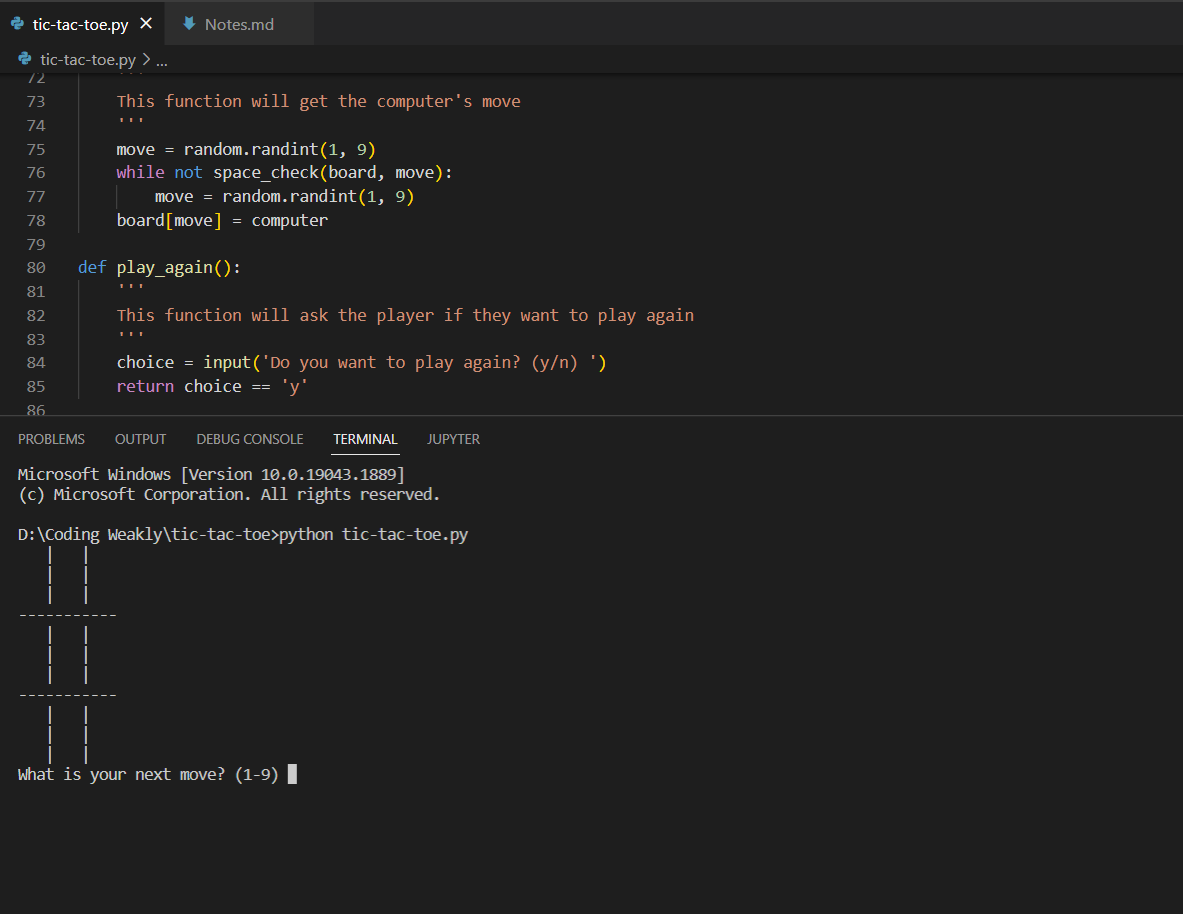 tic-tac-toe.py
Notes.md
tic-tac-toe.py > ...
72 '''
73 This function will get the computer's move
74 '''
75 move = random.randint(1, 9)
76 while not space_check(board, move):
77 move = random.randint(1, 9)
78 board[move] = computer
79
80 def play_again():
81 '''
82 This function will ask the player if they want to play again
83 '''
84 choice = input('Do you want to play again? (y/n) ')
85 return choice == 'y'
86
PROBLEMS OUTPUT DEBUG CONSOLE TERMINAL JUPYTER
Microsoft Windows [Version 10.0.19043.1889]
(c) Microsoft Corporation. All rights reserved.
D:\Coding Weakly\tic-tac-toe>python tic-tac-toe.py
   |   |
   |   |
   |   |
-----------
   |   |
   |   |
   |   |
-----------
   |   |
   |   |
   |   |
What is your next move? (1-9)